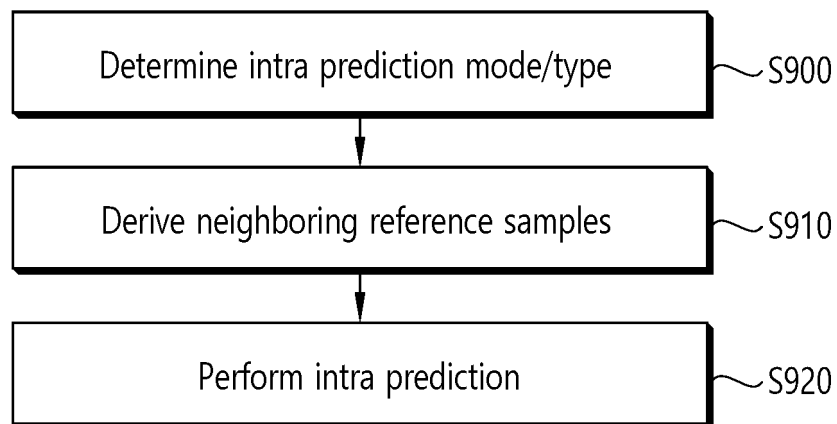 Determine intra prediction mode/type
S900
Derive neighboring reference samples
S910
Perform intra prediction
S920